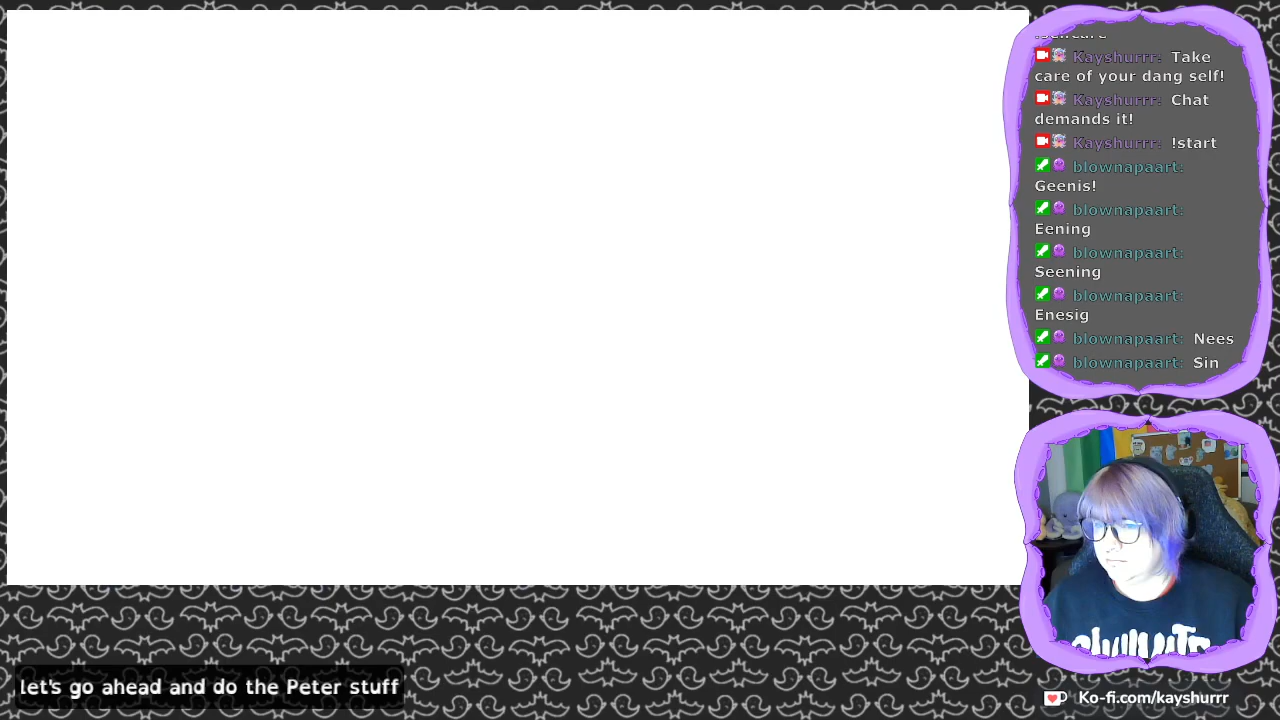 !selfcare
Kayshurrr: Take
care of your dang self!
Kayshurrr: Chat
demands it!
Kayshurrr: !start
blownapaart:
Geenis!
blownapaart:
Eening
blownapaart:
Seening
blownapaart:
Enesig
blownapaart: Nees
blownapaart: Sin
let's go ahead and do the Peter stuff
Ko-fi.com/kayshurrr